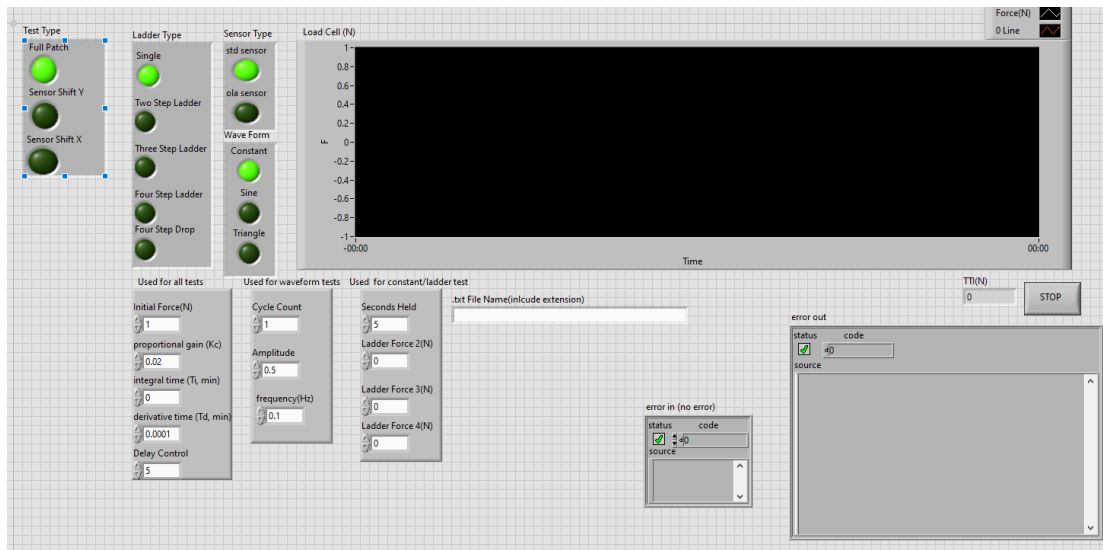 Test Type
Full Patch
Sensor Shift Y
Sensor Shift X
Ladder Type
Single
Two Step Ladder
Three Step Ladder
Four Step Ladder
Four Step Drop
Sensor Type
std sensor
ola sensor
Wave Form
Constant
Sine
Triangle
Load Cell (N)
Force(N)
0 Line
1
0.8
0.6
0.4
0.2
0
-0.2
-0.4
-0.6
-0.8
-1
F
-00:00
00:00
Time
Used for all tests
Initial Force(N)
1
proportional gain (Kc)
0.02
integral time (Ti, min)
0
derivative time (Td, min)
0.0001
Delay Control
5
Used for waveform tests
Cycle Count
1
Amplitude
0.5
frequency(Hz)
0.1
Used for constant/ladder test
Seconds Held
5
Ladder Force 2(N)
0
Ladder Force 3(N)
0
Ladder Force 4(N)
0
.txt File Name(inlcude extension)
TTI(N)
0
STOP
error in (no error)
status code
d0
source
error out
status code
d0
source